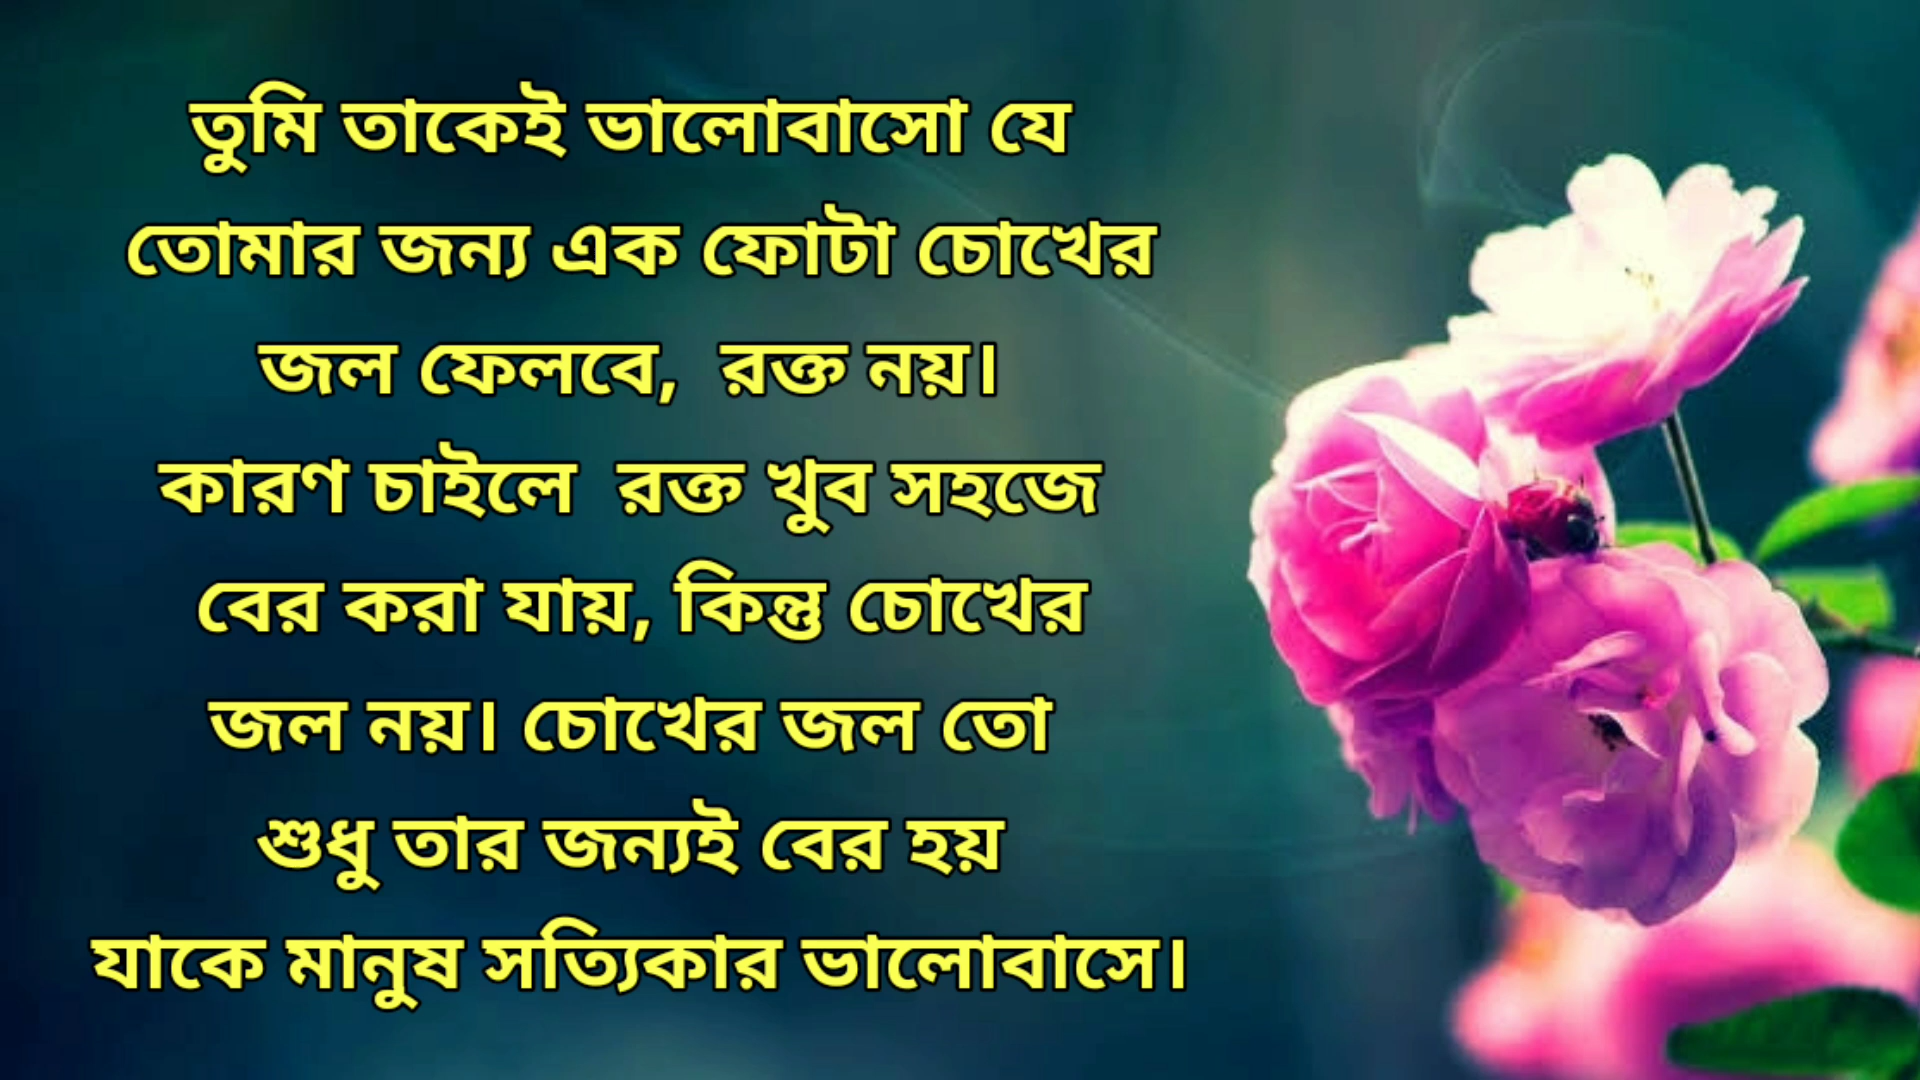 তুমি তাকেই ভালোবাসো যে
তোমার জন্য এক ফোটা চোখের
জল ফেলবে, রক্ত নয়।
কারণ চাইলে রক্ত খুব সহজে
বের করা যায়, কিন্তু চোখের
জল নয়। চোখের জল তো
শুধু তার জন্যই বের হয়
যাকে মানুষ সত্যিকার ভালোবাসে।